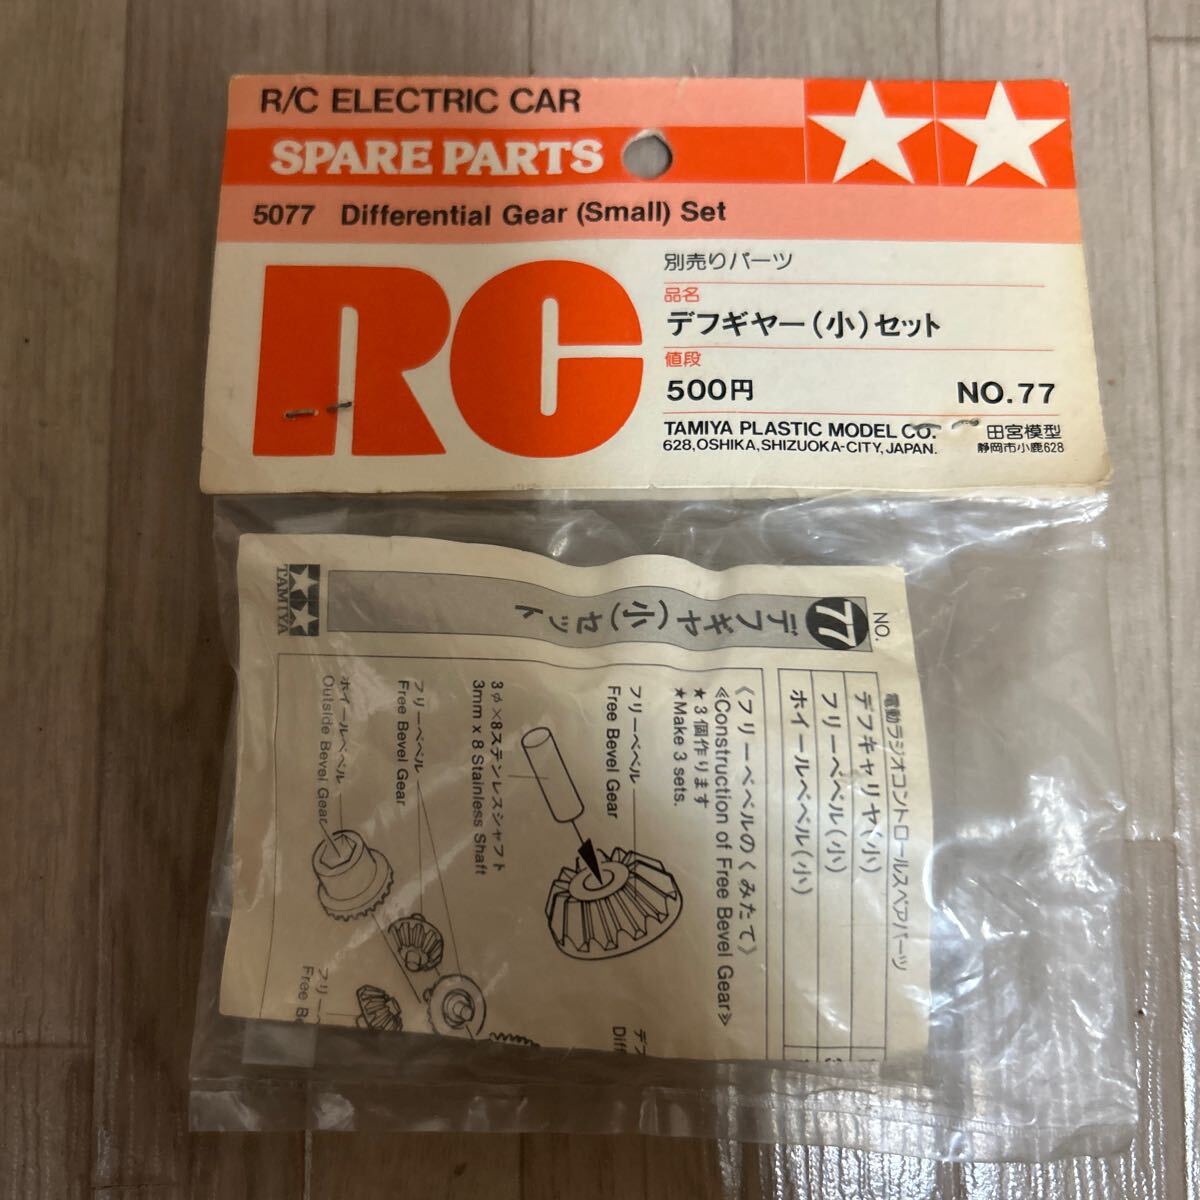 R/C ELECTRIC CAR
SPARE PARTS
5077 Differential Gear (Small) Set
RC
別売りパーツ
品名
デフギヤー(小)セット
値段
500円 NO.77
TAMIYA PLASTIC MODEL CO. 田宮模型
628,OSHIKA,SHIZUOKA-CITY,JAPAN. 静岡市小鹿628
NO.
77 デフギヤ(小)セット
TAMIYA
電動ラジオコントロールスペアパーツ
デフキャリヤ(小)
フリーベベル(小)
ホイールベベル(小)
《フリーベベルのくみたて》
≪Construction of Free Bevel Gear≫
★3個作ります
★Make 3 sets.
フリーベベル
Free Bevel Gear
3φ×8ステンレスシャフト
3mm x 8 Stainless Shaft
フリーベベル
Free Bevel Gear
ホイールベベル
Outside Bevel Gear
フリー
Free
デフ